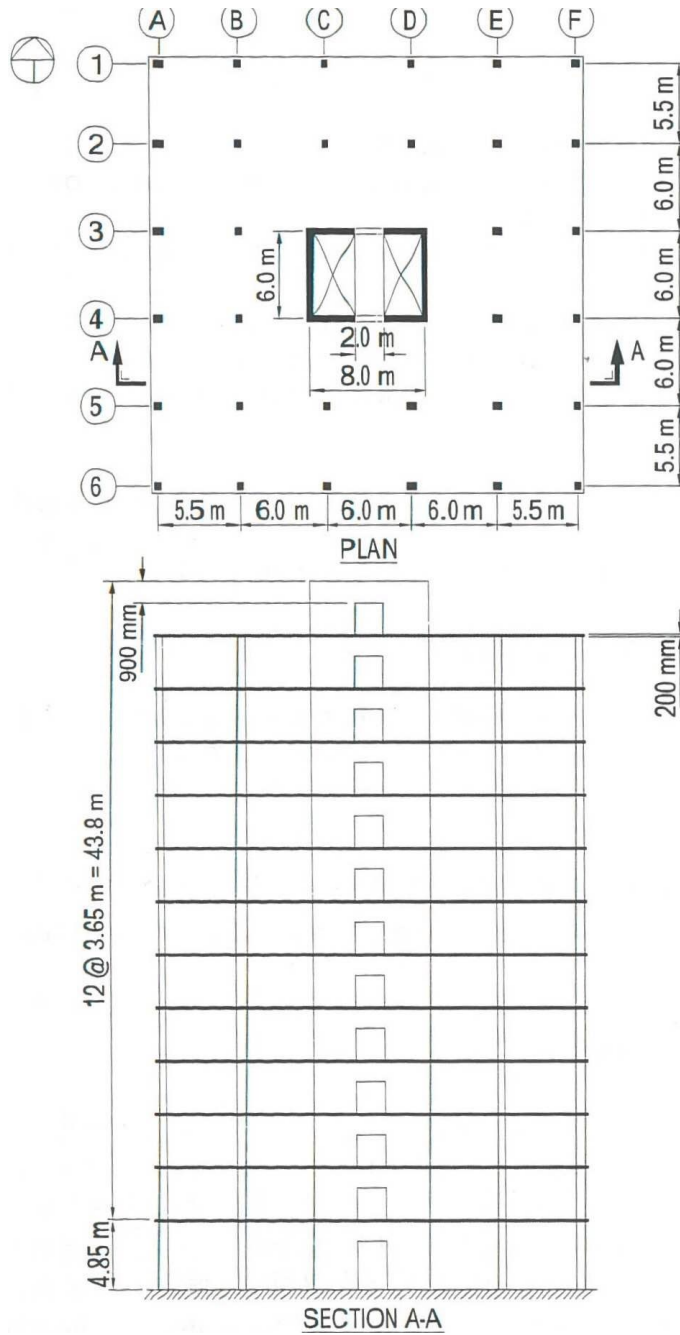 A B C D E F
1
2
3
4
5
6
5.5 m
6.0 m
6.0 m
6.0 m
5.5 m
6.0 m
2.0 m
8.0 m
A
A
5.5 m 6.0 m 6.0 m 6.0 m 5.5 m
PLAN
900 mm
200 mm
12 @ 3.65 m = 43.8 m
4.85 m
SECTION A-A